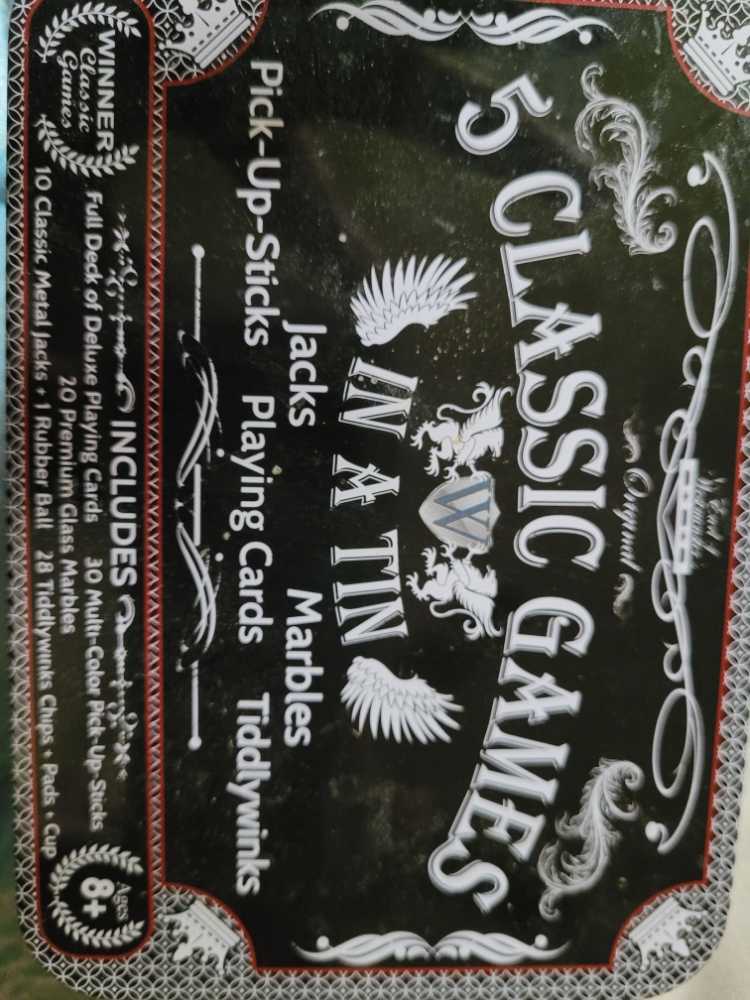 Original
5 CLASSIC GAMES
W
IN A TIN
Jacks Marbles
Pick-Up-Sticks Playing Cards Tiddlywinks
WINNER
Classic
Games
INCLUDES
Full Deck of Deluxe Playing Cards 30 Multi-Color Pick-Up-Sticks
20 Premium Glass Marbles
10 Classic Metal Jacks • 1 Rubber Ball 28 Tiddlywinks Chips • Pads • Cup
Ages
8+